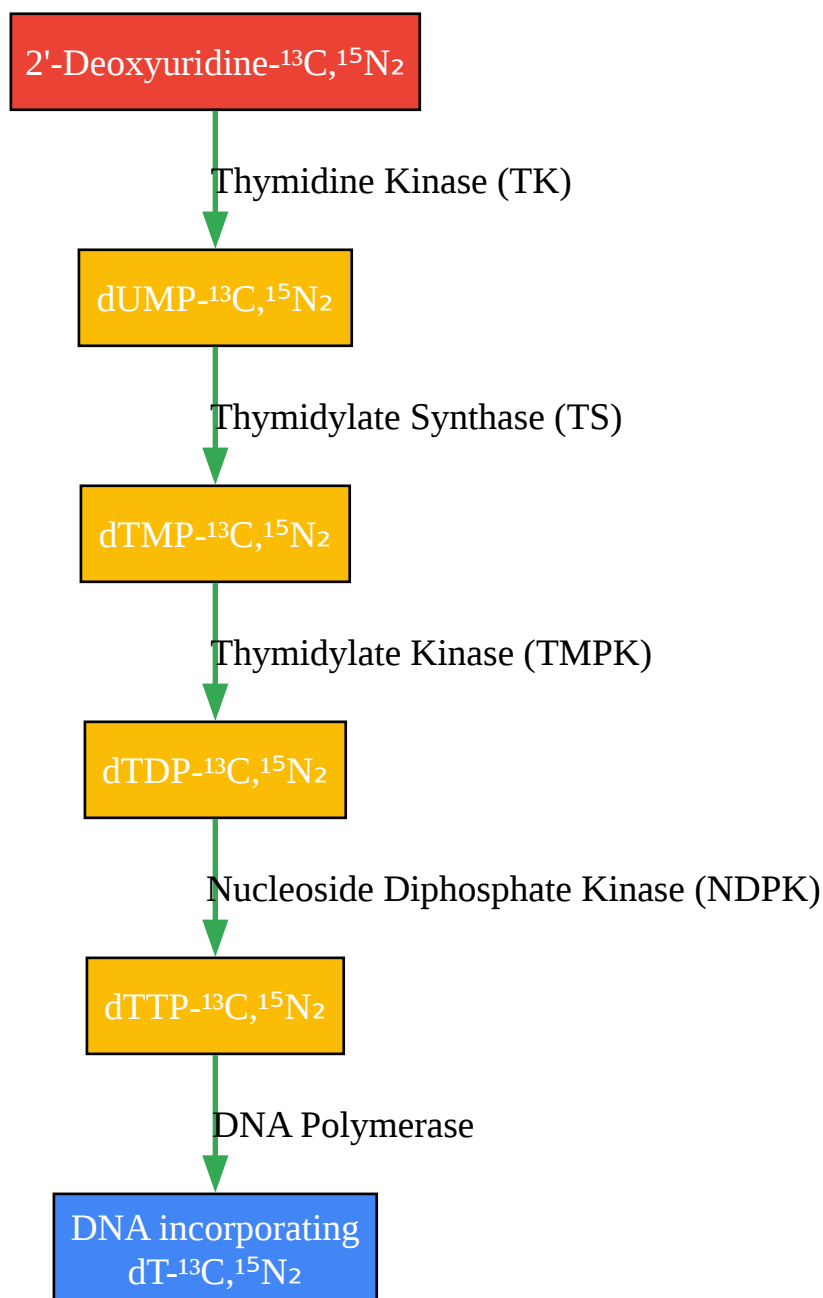 2'-Deoxyuridine-¹³C,¹⁵N₂
Thymidine Kinase (TK)
dUMP-¹³C,¹⁵N₂
Thymidylate Synthase (TS)
dTMP-¹³C,¹⁵N₂
Thymidylate Kinase (TMPK)
dTDP-¹³C,¹⁵N₂
Nucleoside Diphosphate Kinase (NDPK)
dTTP-¹³C,¹⁵N₂
DNA Polymerase
DNA incorporating
dT-¹³C,¹⁵N₂